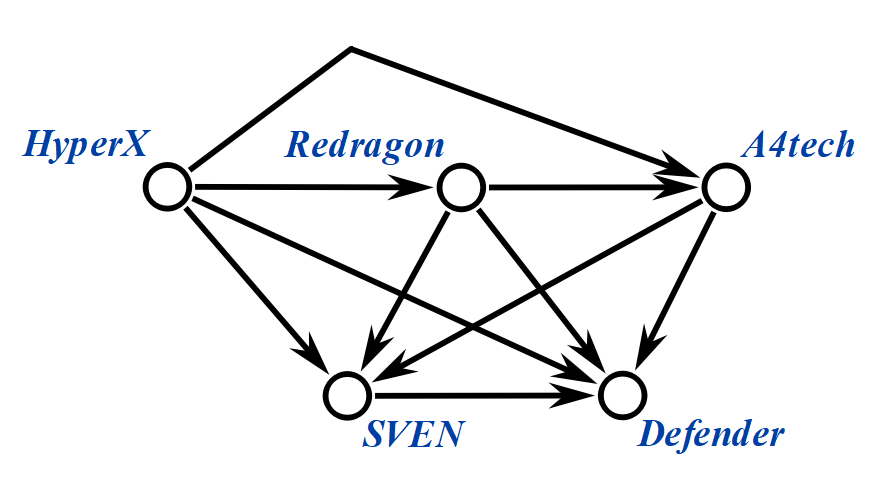 HyperX
Redragon
A4tech
SVEN
Defender